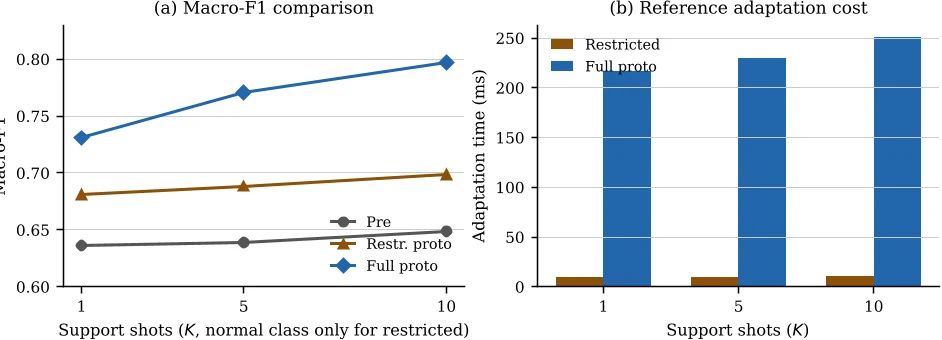 (a) Macro-F1 comparison
0.80
0.75
0.70
0.65
0.60
Pre
Restr. proto
Full proto
1 5 10
Support shots (K, normal class only for restricted)
(b) Reference adaptation cost
Adaptation time (ms)
250
200
150
100
50
0
Restricted
Full proto
1 5 10
Support shots (K)